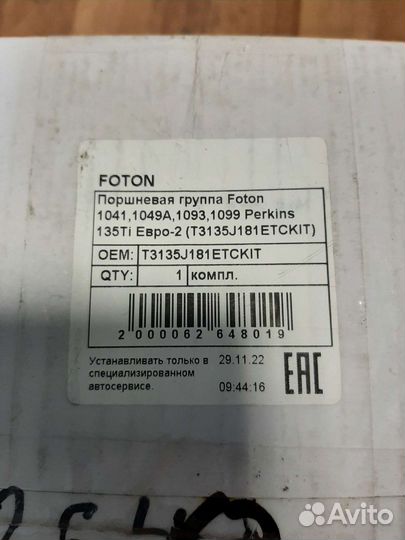 FOTON
Поршневая группа Foton
1041,1049A,1093,1099 Perkins
135Ti Евро-2 (T3135J181ETCKIT)
OEM: T3135J181ETCKIT
QTY: 1 компл.
2 000062 648019
Устанавливать только в
специализированном
автосервисе.
29.11.22
09:44:16
EAC
Avito